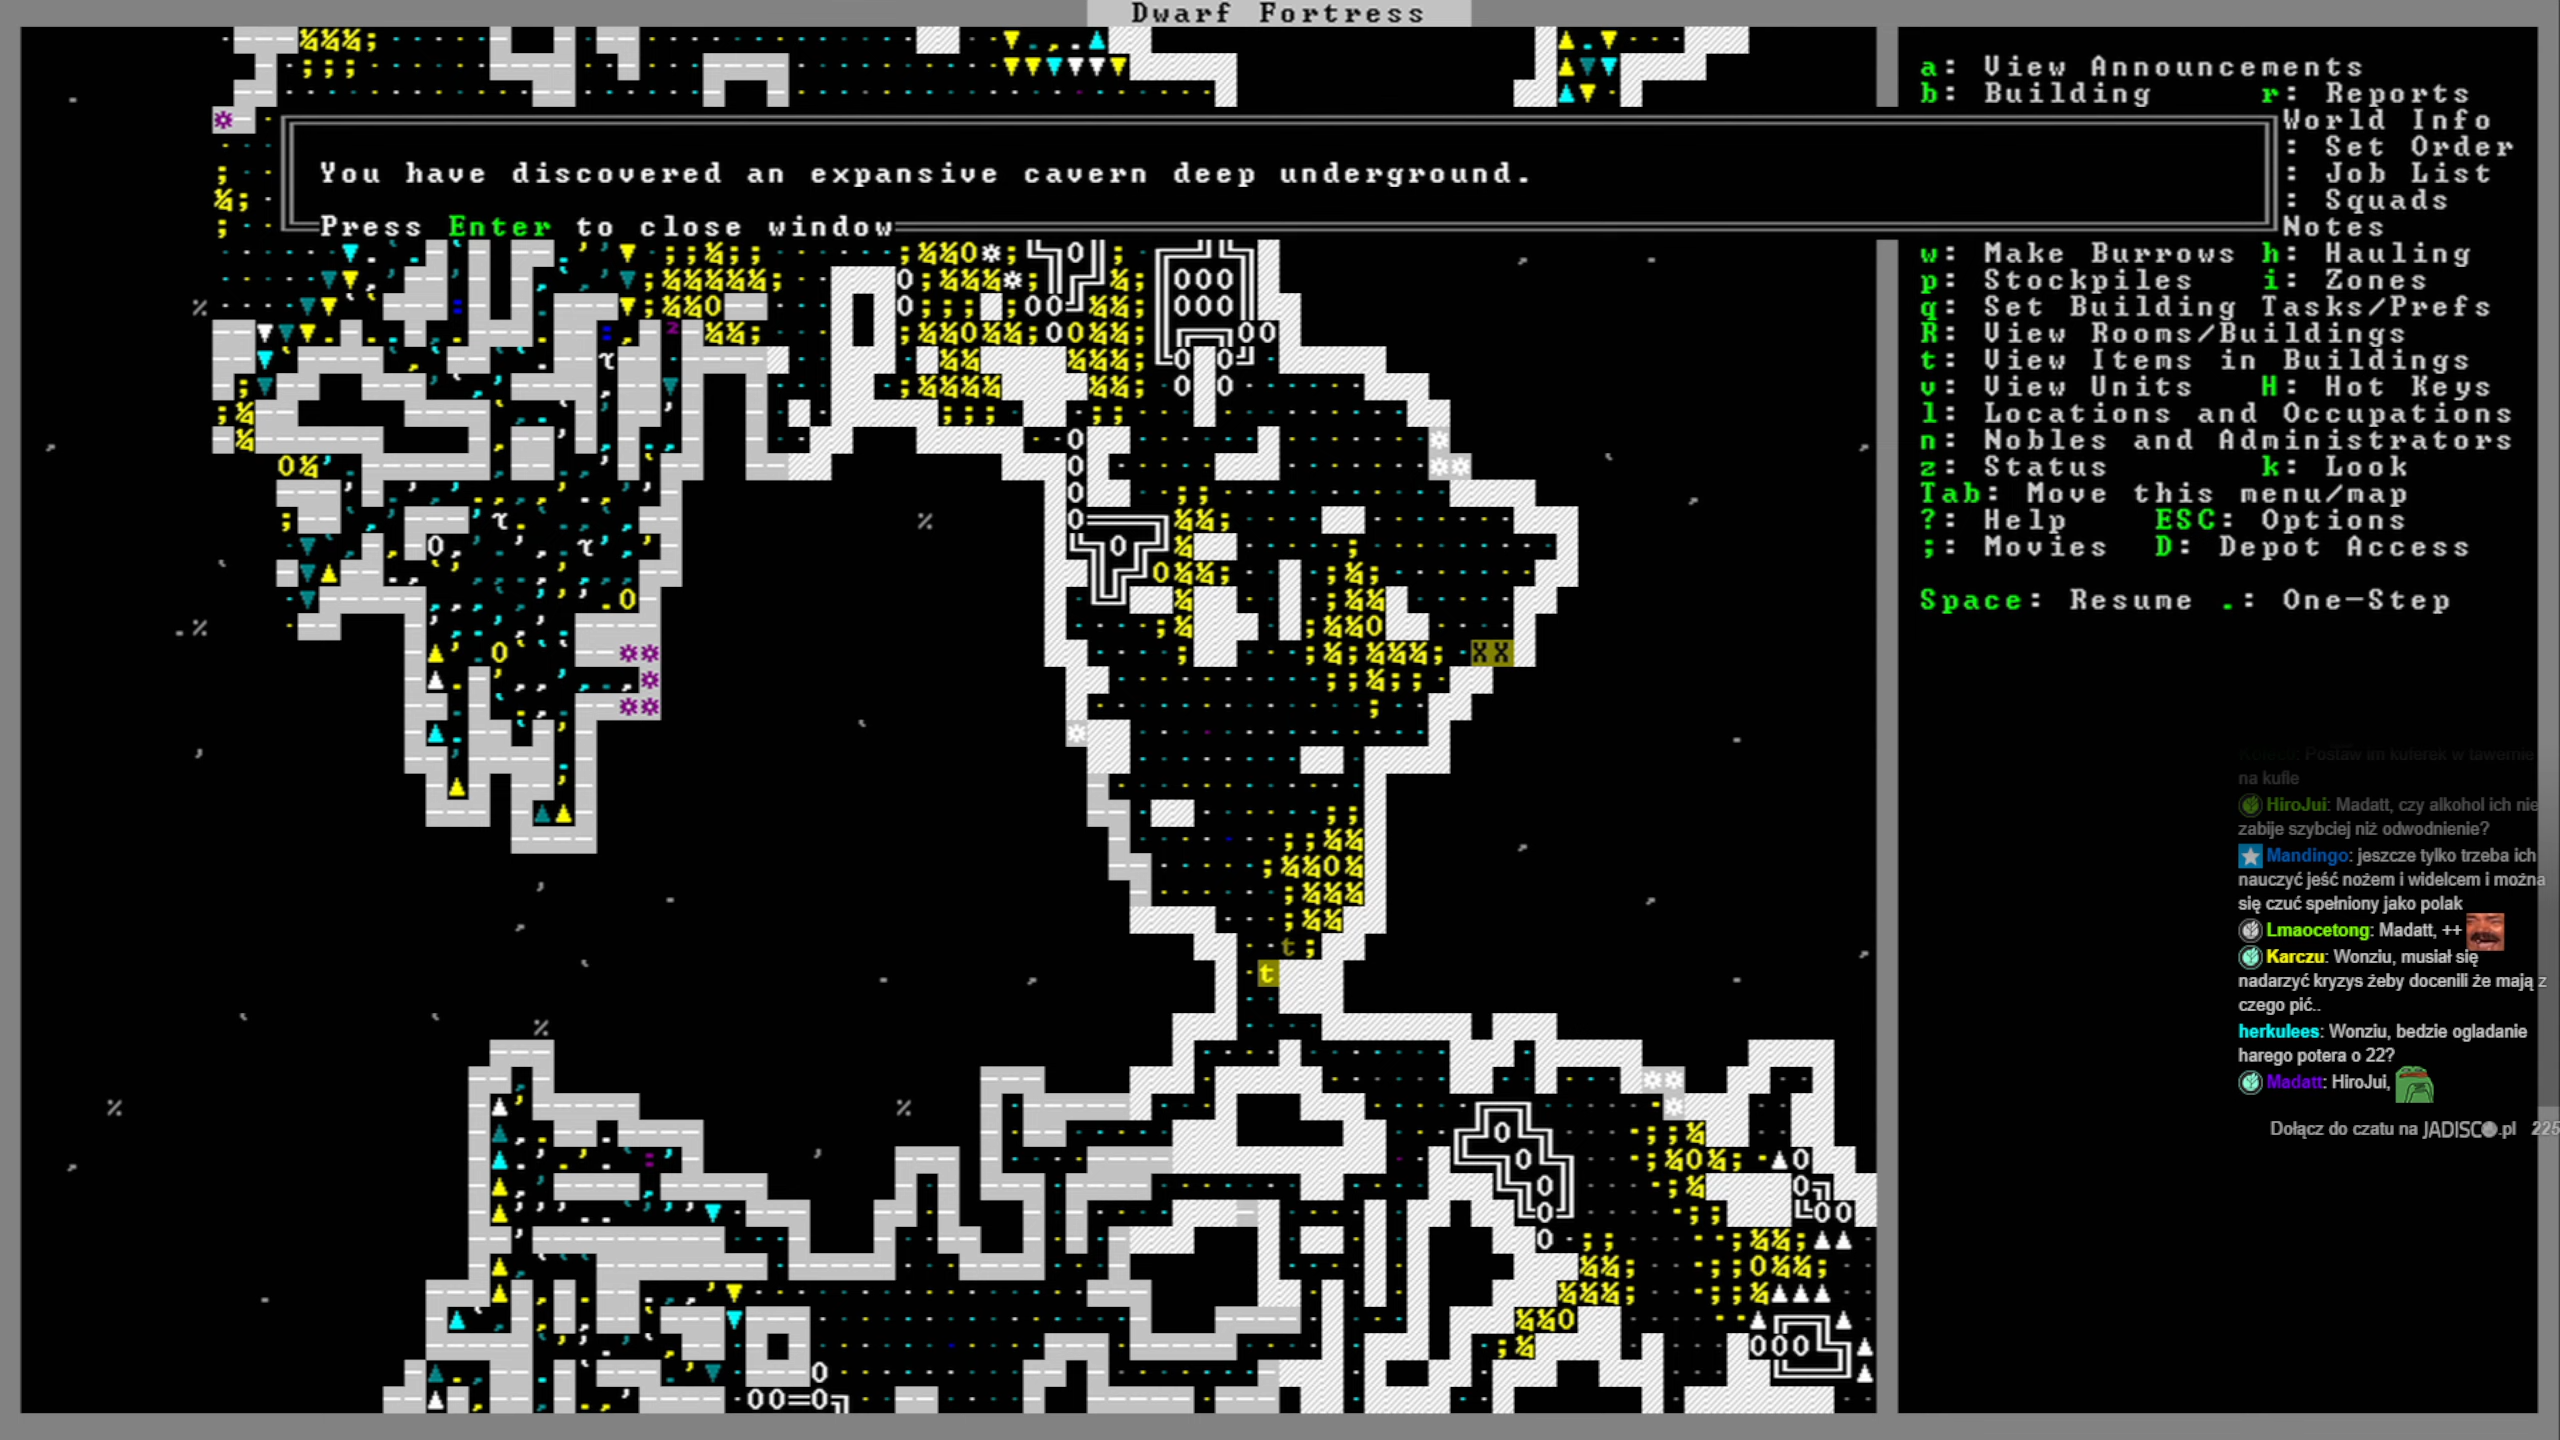 Dwarf Fortress
You have discovered an expansive cavern deep underground.
Press Enter to close window
a: View Announcements
b: Building r: Reports
World Info
: Set Order
: Job List
: Squads
Notes
w: Make Burrows h: Hauling
p: Stockpiles i: Zones
q: Set Building Tasks/Prefs
R: View Rooms/Buildings
t: View Items in Buildings
v: View Units H: Hot Keys
l: Locations and Occupations
n: Nobles and Administrators
z: Status k: Look
Tab: Move this menu/map
?: Help ESC: Options
;: Movies D: Depot Access
Space: Resume .: One-Step
Postaw im kuferek w tawernie
na kufle
HiroJui: Madatt, czy alkohol ich nie
zabije szybciej niż odwodnienie?
Mandingo: jeszcze tylko trzeba ich
nauczyć jeść nożem i widelcem i można
się czuć spełniony jako polak
Lmaocetong: Madatt, ++
Karczu: Wonziu, musiał się
nadarzyć kryzys żeby docenili że mają z
czego pić..
herkulees: Wonziu, bedzie ogladanie
harego potera o 22?
Madatt: HiroJui,
Dołącz do czatu na JADISCO.pl 225